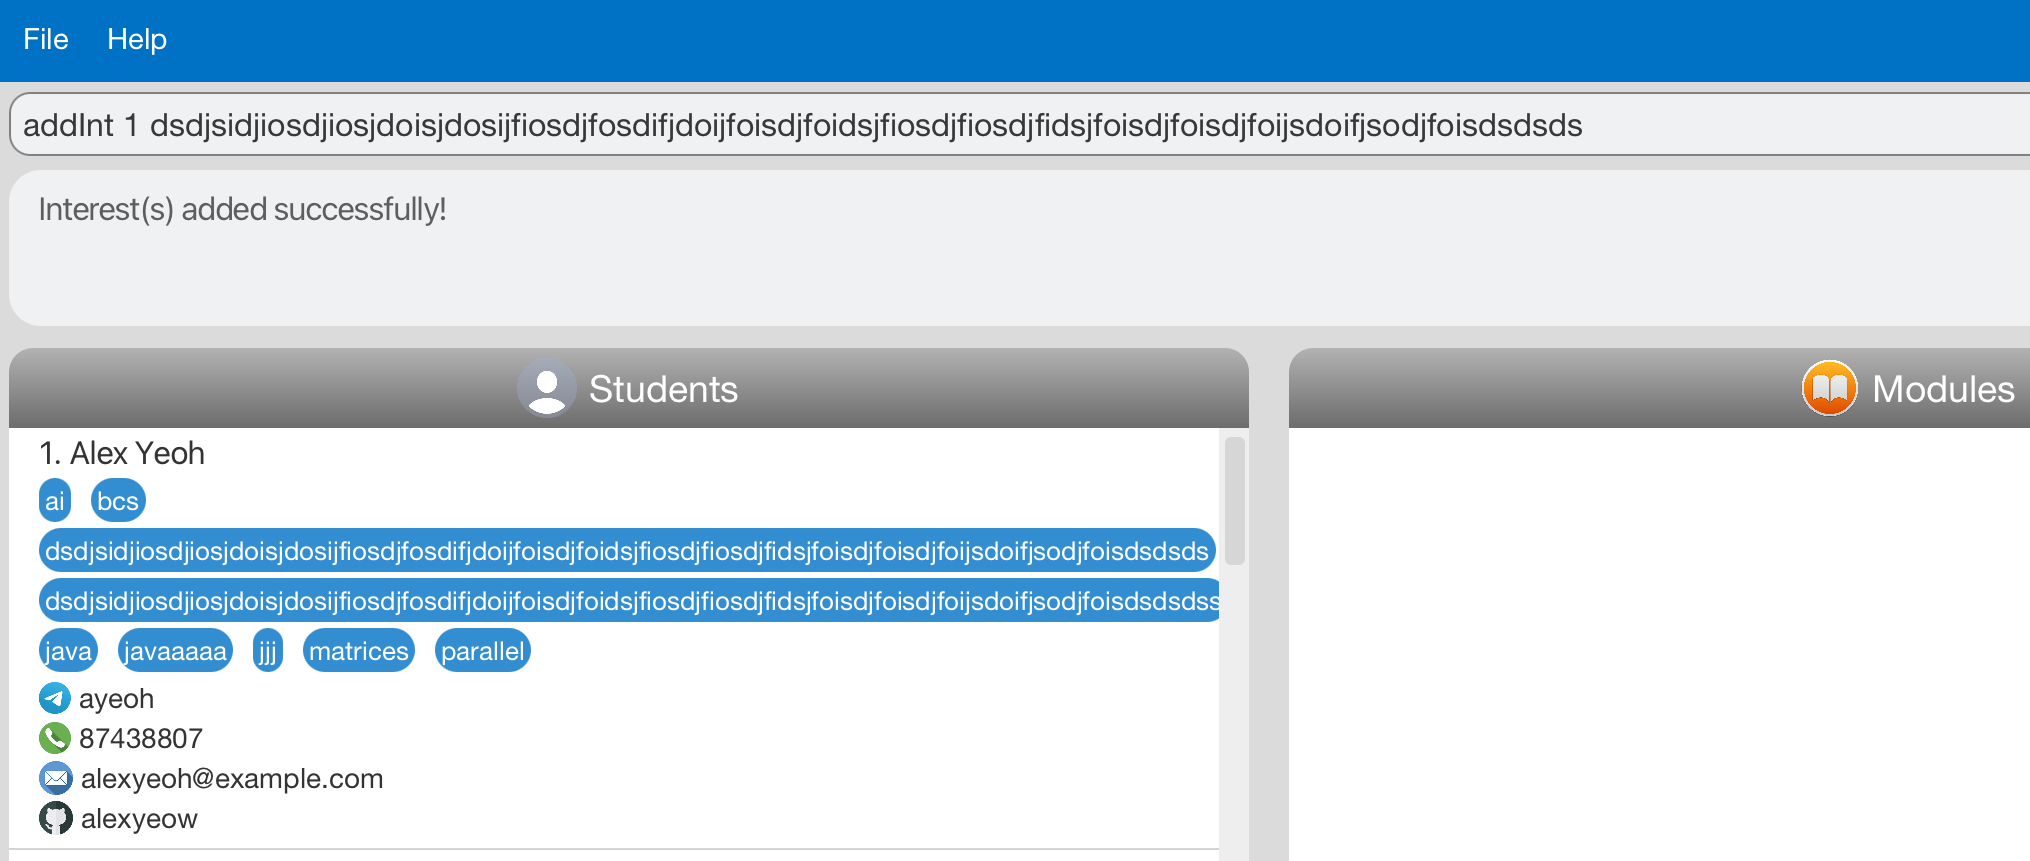 File Help
addInt 1 dsdjsidjiosdjiosjdoisjdosijfiosdjfosdifjdoijfoisdjfoidsjfiosdjfiosdjfidsjfoisdjfoisdjfoijsdoifjsodjfoisdsdsds
Interest(s) added successfully!
Students Modules
1. Alex Yeoh
ai bcs
dsdjsidjiosdjiosjdoisjdosijfiosdjfosdifjdoijfoisdjfoidsjfiosdjfiosdjfidsjfoisdjfoisdjfoijsdoifjsodjfoisdsdsds
dsdjsidjiosdjiosjdoisjdosijfiosdjfosdifjdoijfoisdjfoidsjfiosdjfiosdjfidsjfoisdjfoisdjfoijsdoifjsodjfoisdsdsdss
java javaaaaa jjj matrices parallel
ayeoh
87438807
alexyeoh@example.com
alexyeow